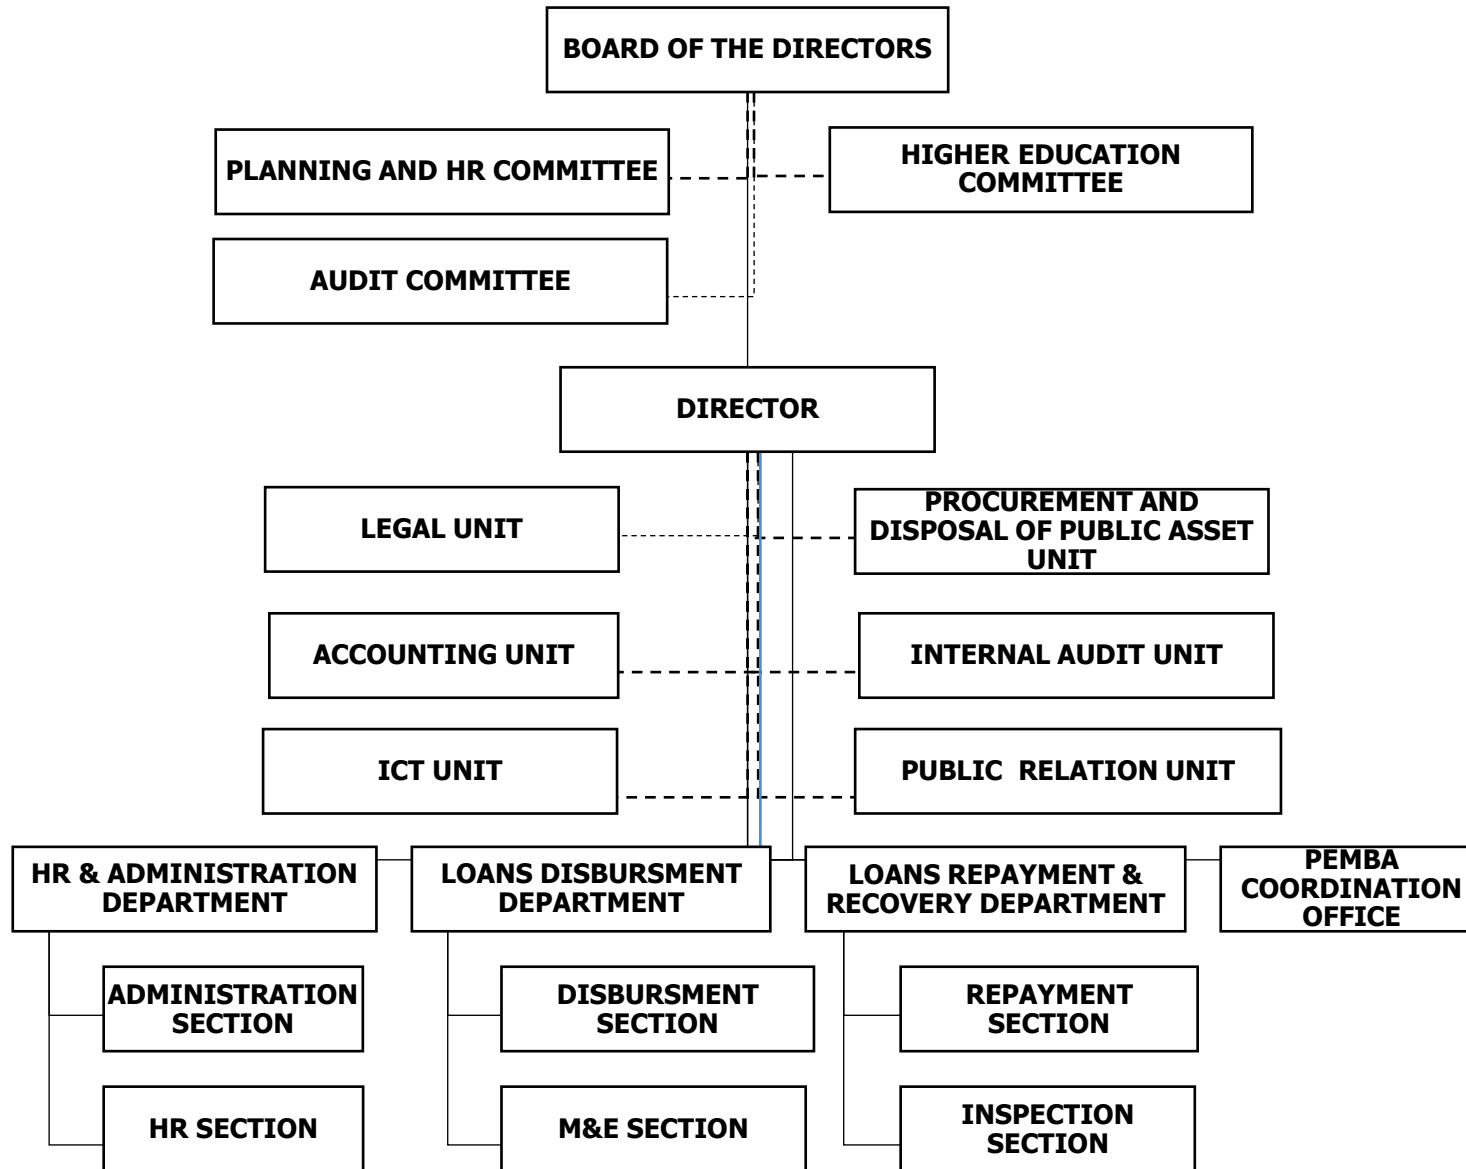 BOARD OF THE DIRECTORS
PLANNING AND HR COMMITTEE
HIGHER EDUCATION
COMMITTEE
AUDIT COMMITTEE
DIRECTOR
LEGAL UNIT
PROCUREMENT AND
DISPOSAL OF PUBLIC ASSET
UNIT
ACCOUNTING UNIT
INTERNAL AUDIT UNIT
ICT UNIT
PUBLIC RELATION UNIT
HR & ADMINISTRATION
DEPARTMENT
LOANS DISBURSMENT
DEPARTMENT
LOANS REPAYMENT &
RECOVERY DEPARTMENT
PEMBA
COORDINATION
OFFICE
ADMINISTRATION
SECTION
DISBURSMENT
SECTION
REPAYMENT
SECTION
HR SECTION
M&E SECTION
INSPECTION
SECTION